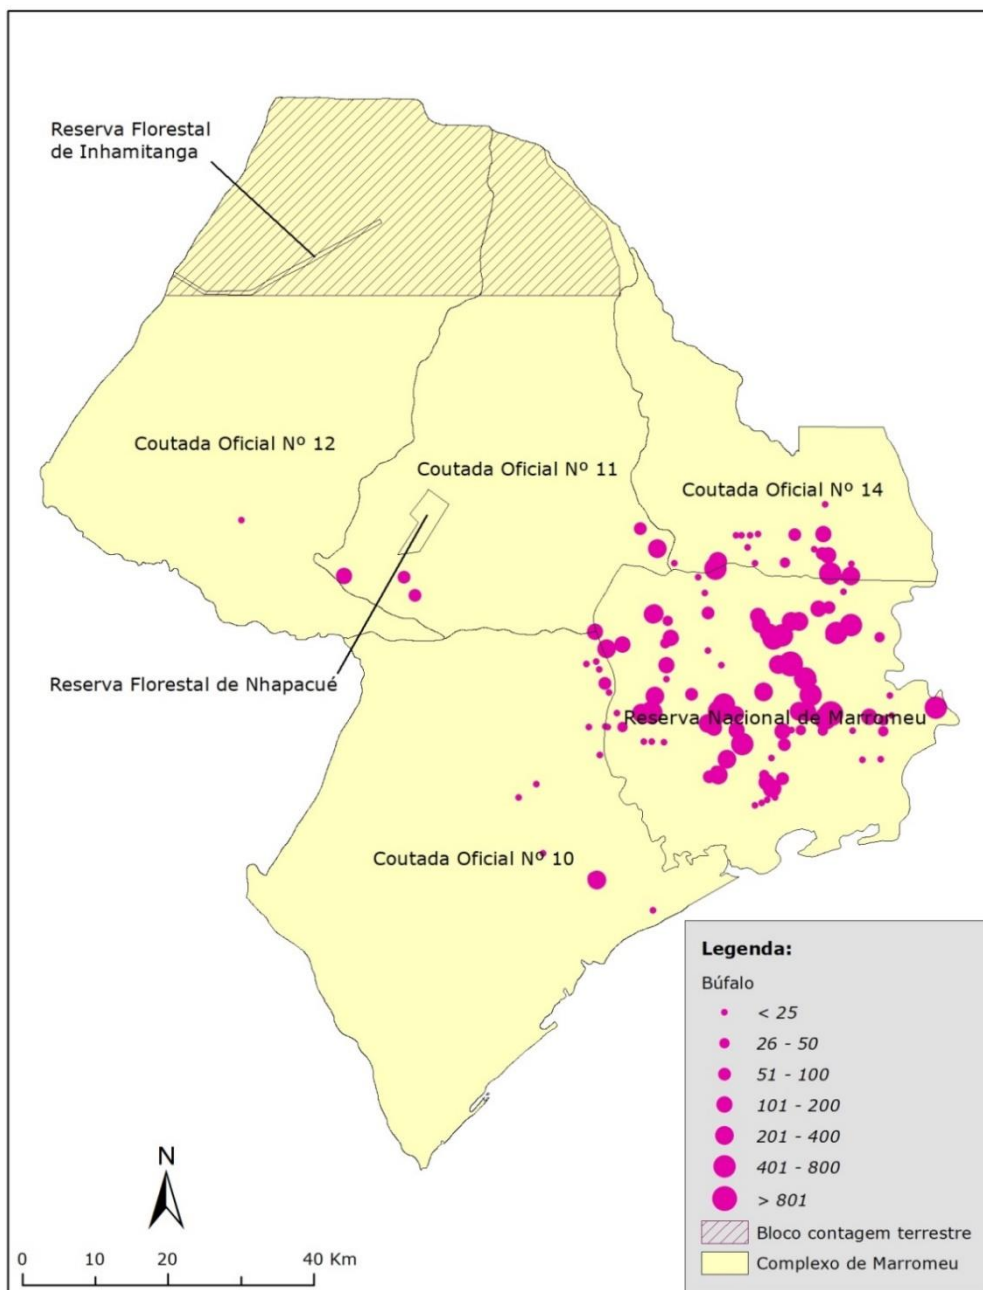 Reserva Florestal
de Inhamitanga
Coutada Oficial Nº 12
Coutada Oficial Nº 11
Coutada Oficial Nº 14
Reserva Florestal de Nhapacué
Reserva Nacional de Marromeu
Coutada Oficial Nº 10
Legenda:
Búfalo
< 25
26 - 50
51 - 100
101 - 200
201 - 400
401 - 800
> 801
Bloco contagem terrestre
Complexo de Marromeu
N
0 10 20 40 Km